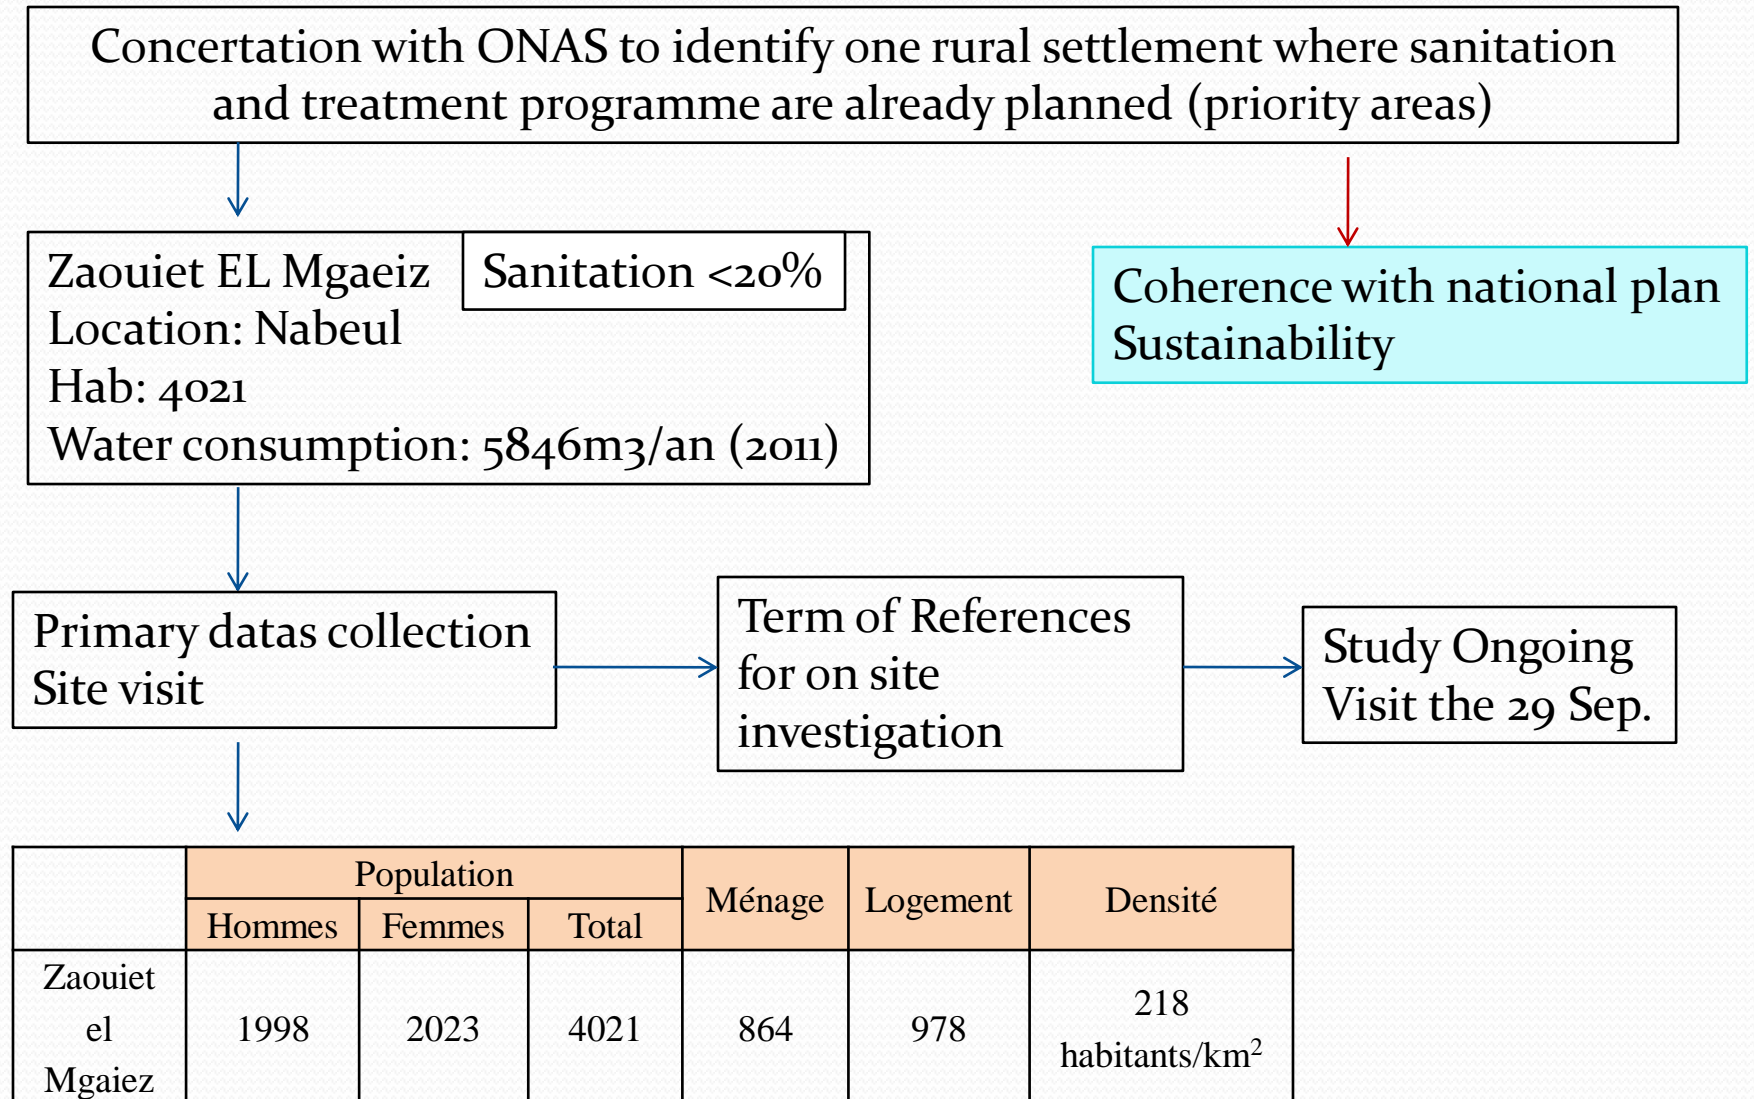 Concertation with ONAS to identify one rural settlement where sanitation
and treatment programme are already planned (priority areas)
Zaouiet EL Mgaeiz
Sanitation <20%
Location: Nabeul
Hab: 4021
Water consumption: 5846m3/an (2011)
Coherence with national plan
Sustainability
Primary datas collection
Site visit
Term of References
for on site
investigation
Study Ongoing
Visit the 29 Sep.
Population
Ménage
Logement
Densité
Hommes
Femmes
Total
Zaouiet
el
Mgaiez
1998
2023
4021
864
978
218
habitants/km²